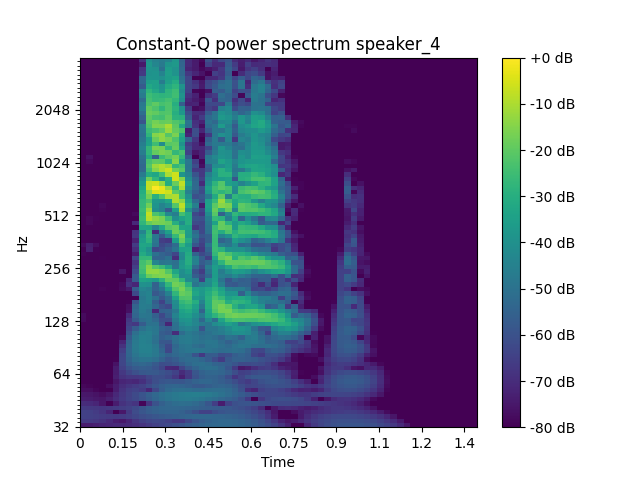 Constant-Q power spectrum speaker_4
Hz
2048
1024
512
256
128
64
32
0 0.15 0.3 0.45 0.6 0.75 0.9 1.1 1.2 1.4
Time
+0 dB
-10 dB
-20 dB
-30 dB
-40 dB
-50 dB
-60 dB
-70 dB
-80 dB